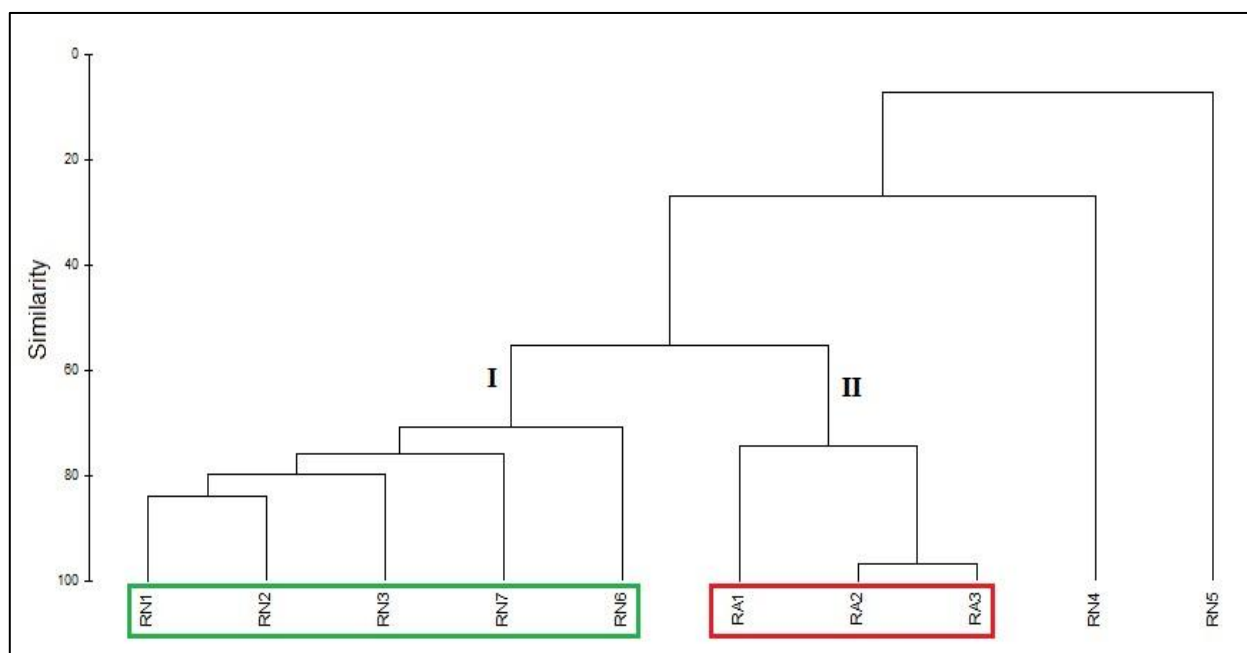 0
20
40
60
80
100
Similarity
I
II
RN1
RN2
RN3
RN7
RN6
RA1
RA2
RA3
RN4
RN5